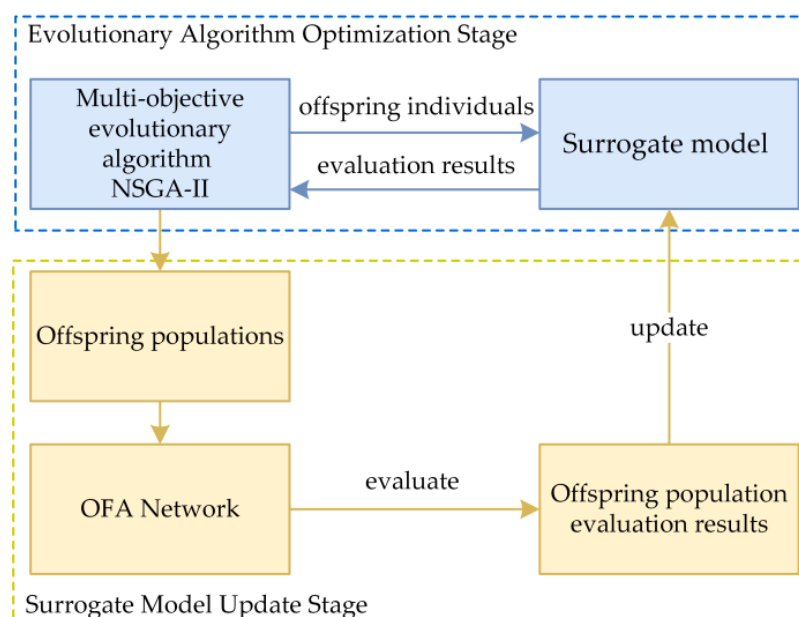 Evolutionary Algorithm Optimization Stage
Multi-objective
evolutionary
algorithm
NSGA-II
offspring individuals
evaluation results
Surrogate model
Offspring populations
update
OFA Network
evaluate
Offspring population
evaluation results
Surrogate Model Update Stage